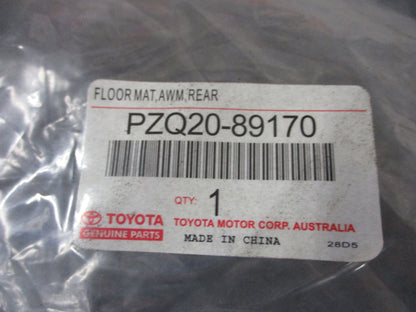 FLOOR MAT,AWM,REAR
PZQ20-89170
QTY: 1
TOYOTA TOYOTA MOTOR CORP. AUSTRALIA
GENUINE PARTS MADE IN CHINA 28D5